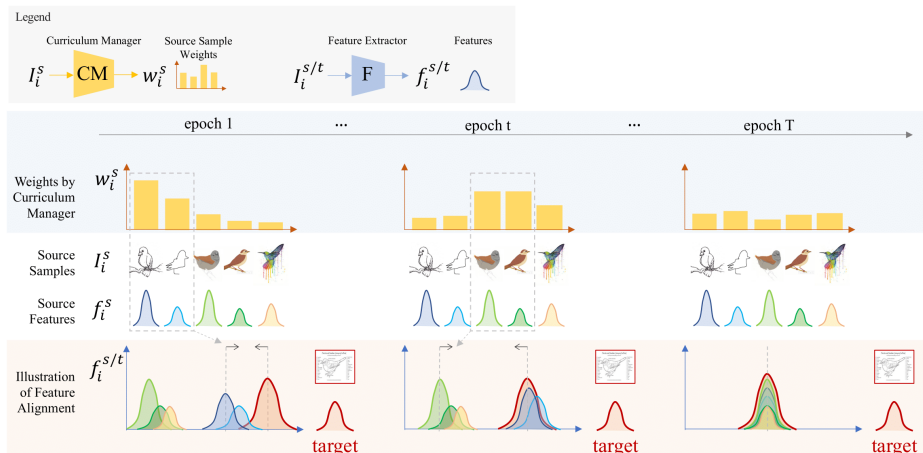 Legend
Curriculum Manager
Source Sample
Weights
Feature Extractor
Features
I_i^s
CM
w_i^s
I_i^{s/t}
F
f_i^{s/t}
epoch 1
...
epoch t
...
epoch T
Weights by
Curriculum
Manager
w_i^s
Source
Samples
I_i^s
Source
Features
f_i^s
Illustration
of Feature
Alignment
f_i^{s/t}
target
target
target